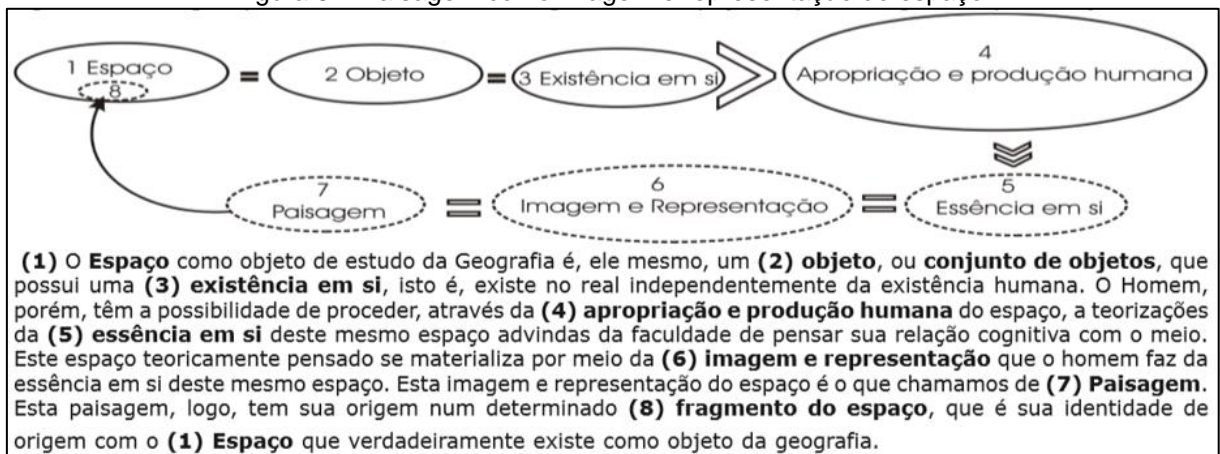 1 Espaço
8
=
2 Objeto
=
3 Existência em si
4
Apropriação e produção humana
7
Paisagem
=
6
Imagem e Representação
=
5
Essência em si
(1) O Espaço como objeto de estudo da Geografia é, ele mesmo, um (2) objeto, ou conjunto de objetos, que
possui uma (3) existência em si, isto é, existe no real independentemente da existência humana. O Homem,
porém, têm a possibilidade de proceder, através da (4) apropriação e produção humana do espaço, a teorizações
da (5) essência em si deste mesmo espaço advindas da faculdade de pensar sua relação cognitiva com o meio.
Este espaço teoricamente pensado se materializa por meio da (6) imagem e representação que o homem faz da
essência em si deste mesmo espaço. Esta imagem e representação do espaço é o que chamamos de (7) Paisagem.
Esta paisagem, logo, tem sua origem num determinado (8) fragmento do espaço, que é sua identidade de
origem com o (1) Espaço que verdadeiramente existe como objeto da geografia.